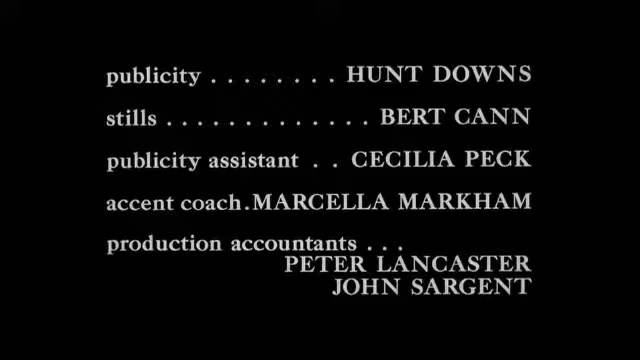 publicity . . . . . . . . HUNT DOWNS
stills . . . . . . . . . . . . . BERT CANN
publicity assistant . . CECILIA PECK
accent coach.MARCELLA MARKHAM
production accountants . . .
PETER LANCASTER
JOHN SARGENT